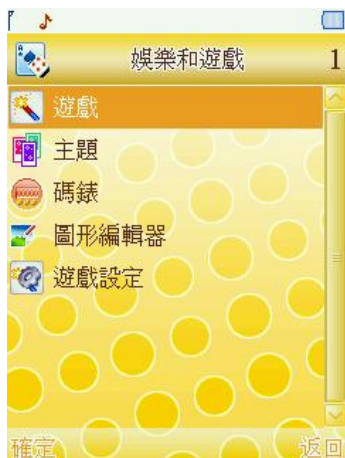 娛樂和遊戲 1
遊戲
主題
碼錶
圖形編輯器
遊戲設定
確定 返回